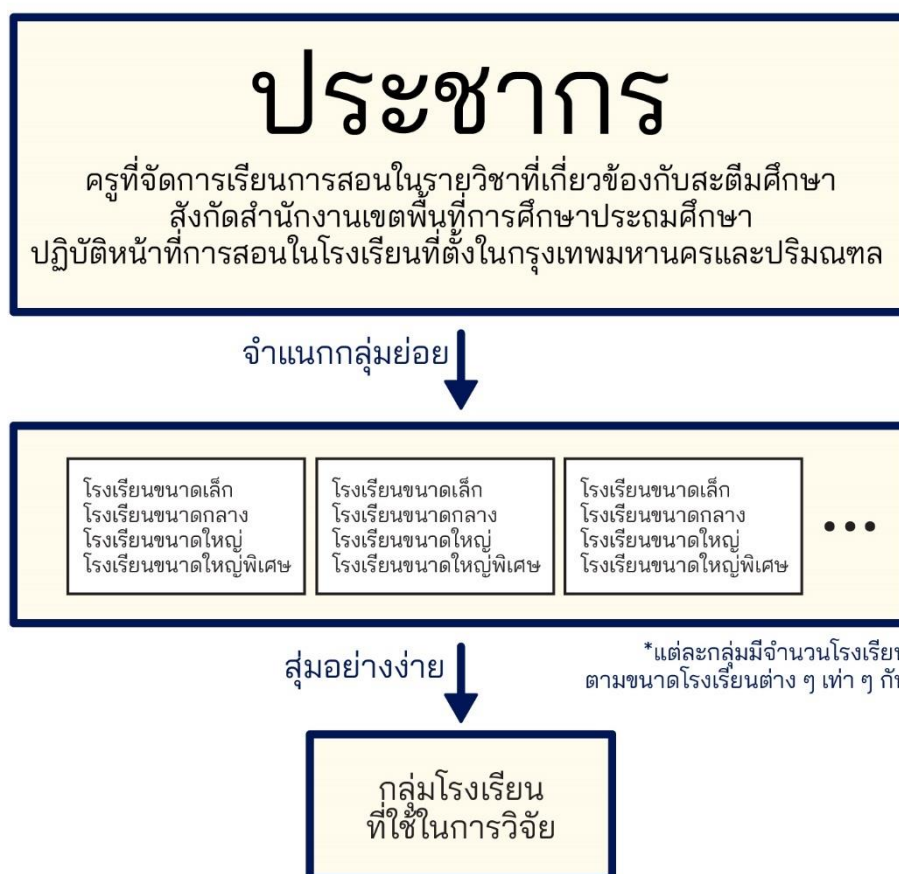 ประชากร
ครูที่จัดการเรียนการสอนในรายวิชาที่เกี่ยวข้องกับสะตีมศึกษา
สังกัดสำนักงานเขตพื้นที่การศึกษาประถมศึกษา
ปฏิบัติหน้าที่การสอนในโรงเรียนที่ตั้งในกรุงเทพมหานครและปริมณฑล
จำแนกกลุ่มย่อย
โรงเรียนขนาดเล็ก
โรงเรียนขนาดกลาง
โรงเรียนขนาดใหญ่
โรงเรียนขนาดใหญ่พิเศษ
โรงเรียนขนาดเล็ก
โรงเรียนขนาดกลาง
โรงเรียนขนาดใหญ่
โรงเรียนขนาดใหญ่พิเศษ
โรงเรียนขนาดเล็ก
โรงเรียนขนาดกลาง
โรงเรียนขนาดใหญ่
โรงเรียนขนาดใหญ่พิเศษ
•••
สุ่มอย่างง่าย
*แต่ละกลุ่มมีจำนวนโรงเรียน
ตามขนาดโรงเรียนต่าง ๆ เท่า ๆ กัน
กลุ่มโรงเรียน
ที่ใช้ในการวิจัย